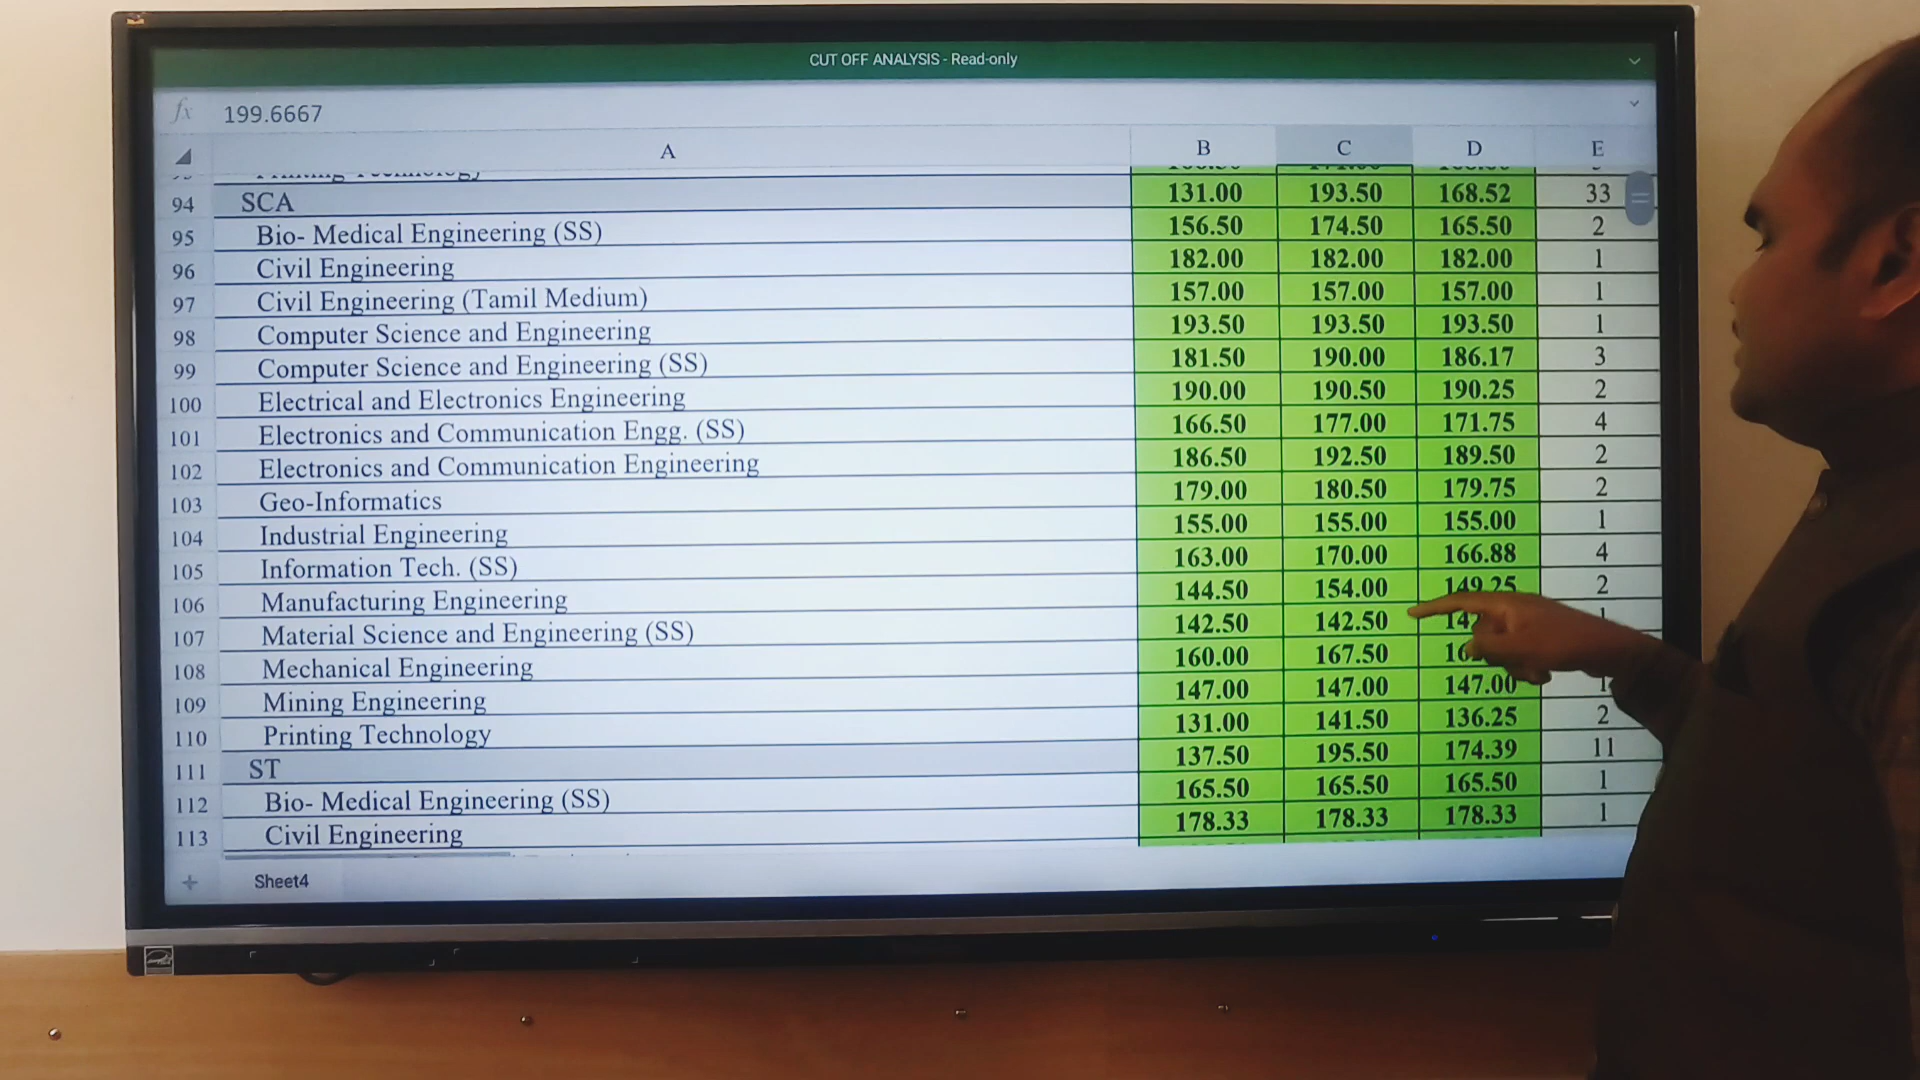 CUT OFF ANALYSIS - Read-only
fx 199.6667
A B C D E
94 SCA 131.00 193.50 168.52 33
95 Bio- Medical Engineering (SS) 156.50 174.50 165.50 2
96 Civil Engineering 182.00 182.00 182.00 1
97 Civil Engineering (Tamil Medium) 157.00 157.00 157.00 1
98 Computer Science and Engineering 193.50 193.50 193.50 1
99 Computer Science and Engineering (SS) 181.50 190.00 186.17 3
100 Electrical and Electronics Engineering 190.00 190.50 190.25 2
101 Electronics and Communication Engg. (SS) 166.50 177.00 171.75 4
102 Electronics and Communication Engineering 186.50 192.50 189.50 2
103 Geo-Informatics 179.00 180.50 179.75 2
104 Industrial Engineering 155.00 155.00 155.00 1
105 Information Tech. (SS) 163.00 170.00 166.88 4
106 Manufacturing Engineering 144.50 154.00 149.25 2
107 Material Science and Engineering (SS) 142.50 142.50
108 Mechanical Engineering 160.00 167.50
109 Mining Engineering 147.00 147.00 147.00 1
110 Printing Technology 131.00 141.50 136.25 2
111 ST 137.50 195.50 174.39 11
112 Bio- Medical Engineering (SS) 165.50 165.50 165.50 1
113 Civil Engineering 178.33 178.33 178.33 1
+ Sheet4